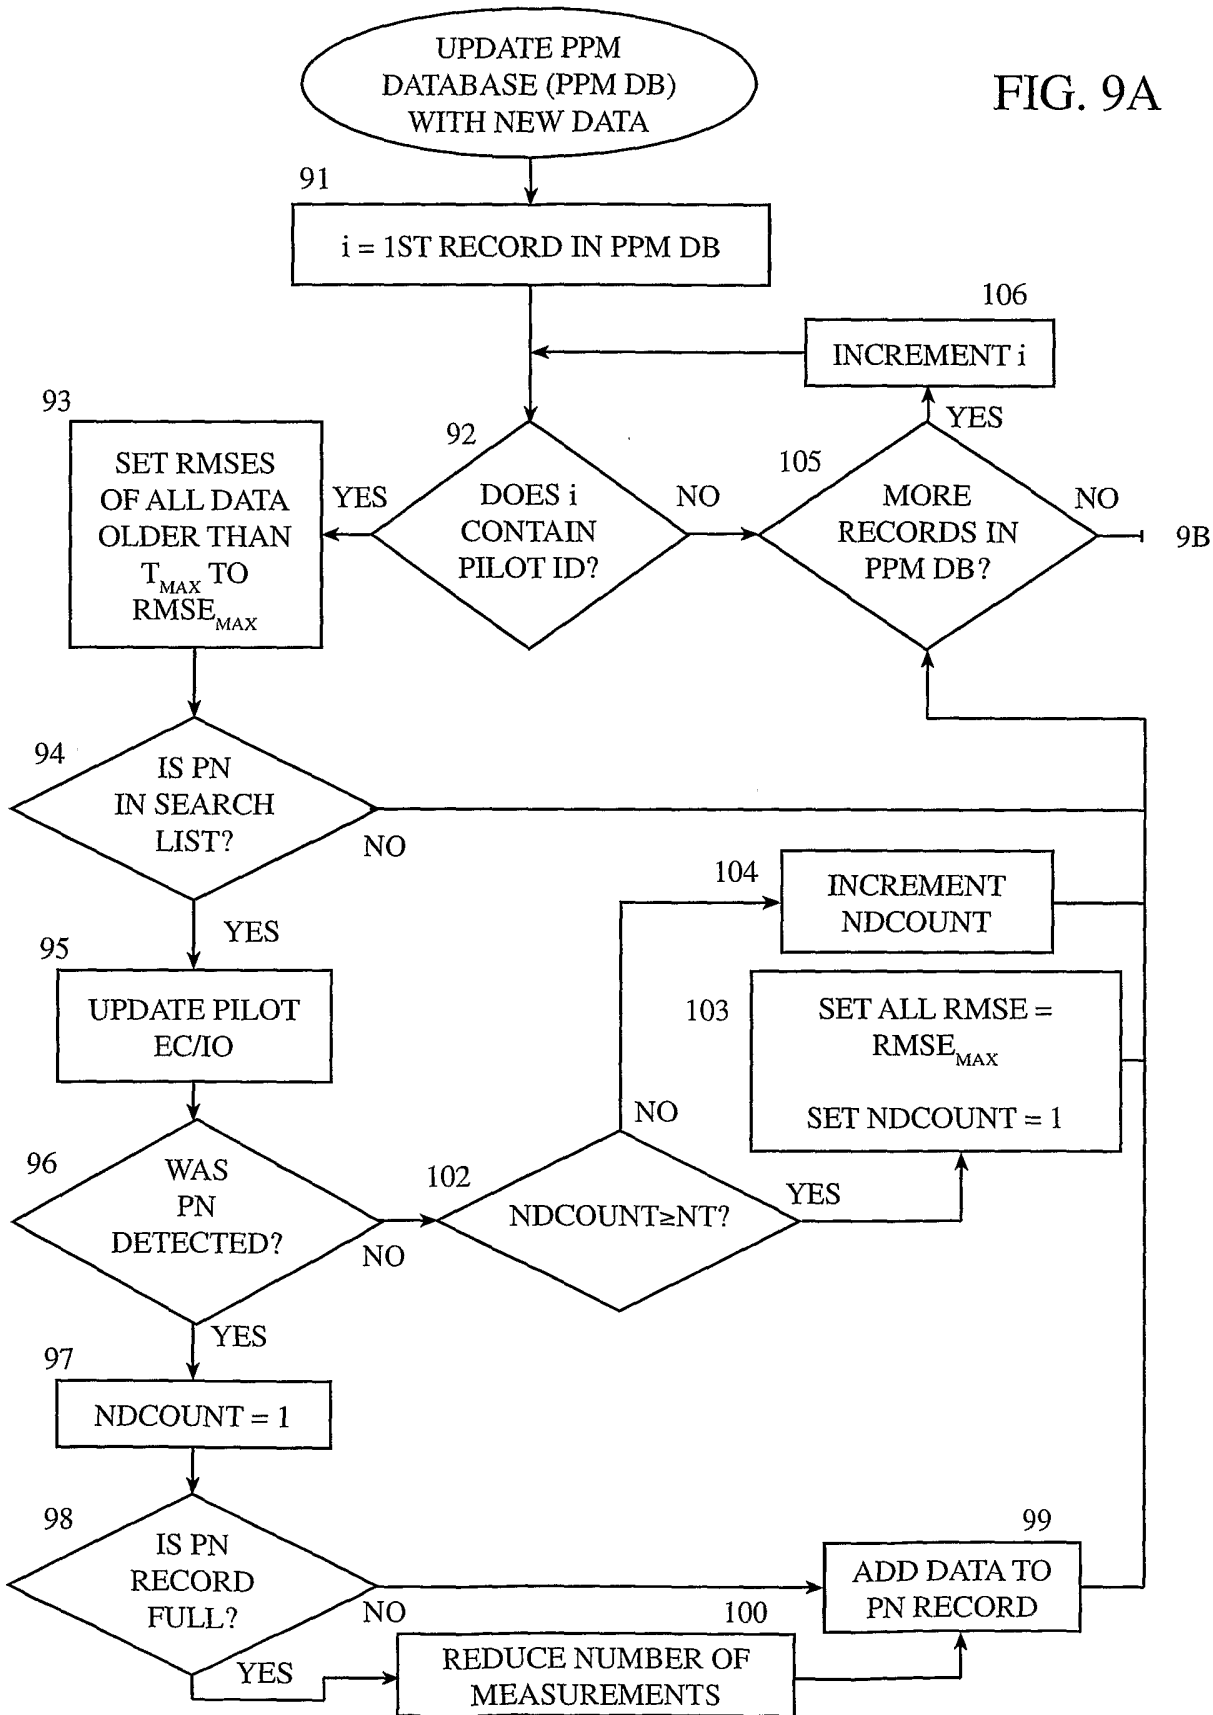 UPDATE PPM
DATABASE (PPM DB)
WITH NEW DATA
FIG. 9A
91
i = 1ST RECORD IN PPM DB
106
INCREMENT i
93
SET RMSES
OF ALL DATA
OLDER THAN
T_MAX TO
RMSE_MAX
YES
92
DOES i
CONTAIN
PILOT ID?
NO
105
YES
MORE
RECORDS IN
PPM DB?
NO
9B
94
IS PN
IN SEARCH
LIST?
NO
YES
95
UPDATE PILOT
EC/IO
104
INCREMENT
NDCOUNT
103
SET ALL RMSE =
RMSE_MAX
SET NDCOUNT = 1
96
WAS
PN
DETECTED?
NO
102
NO
NDCOUNT≥NT?
YES
YES
97
NDCOUNT = 1
98
IS PN
RECORD
FULL?
NO
99
ADD DATA TO
PN RECORD
YES
100
REDUCE NUMBER OF
MEASUREMENTS